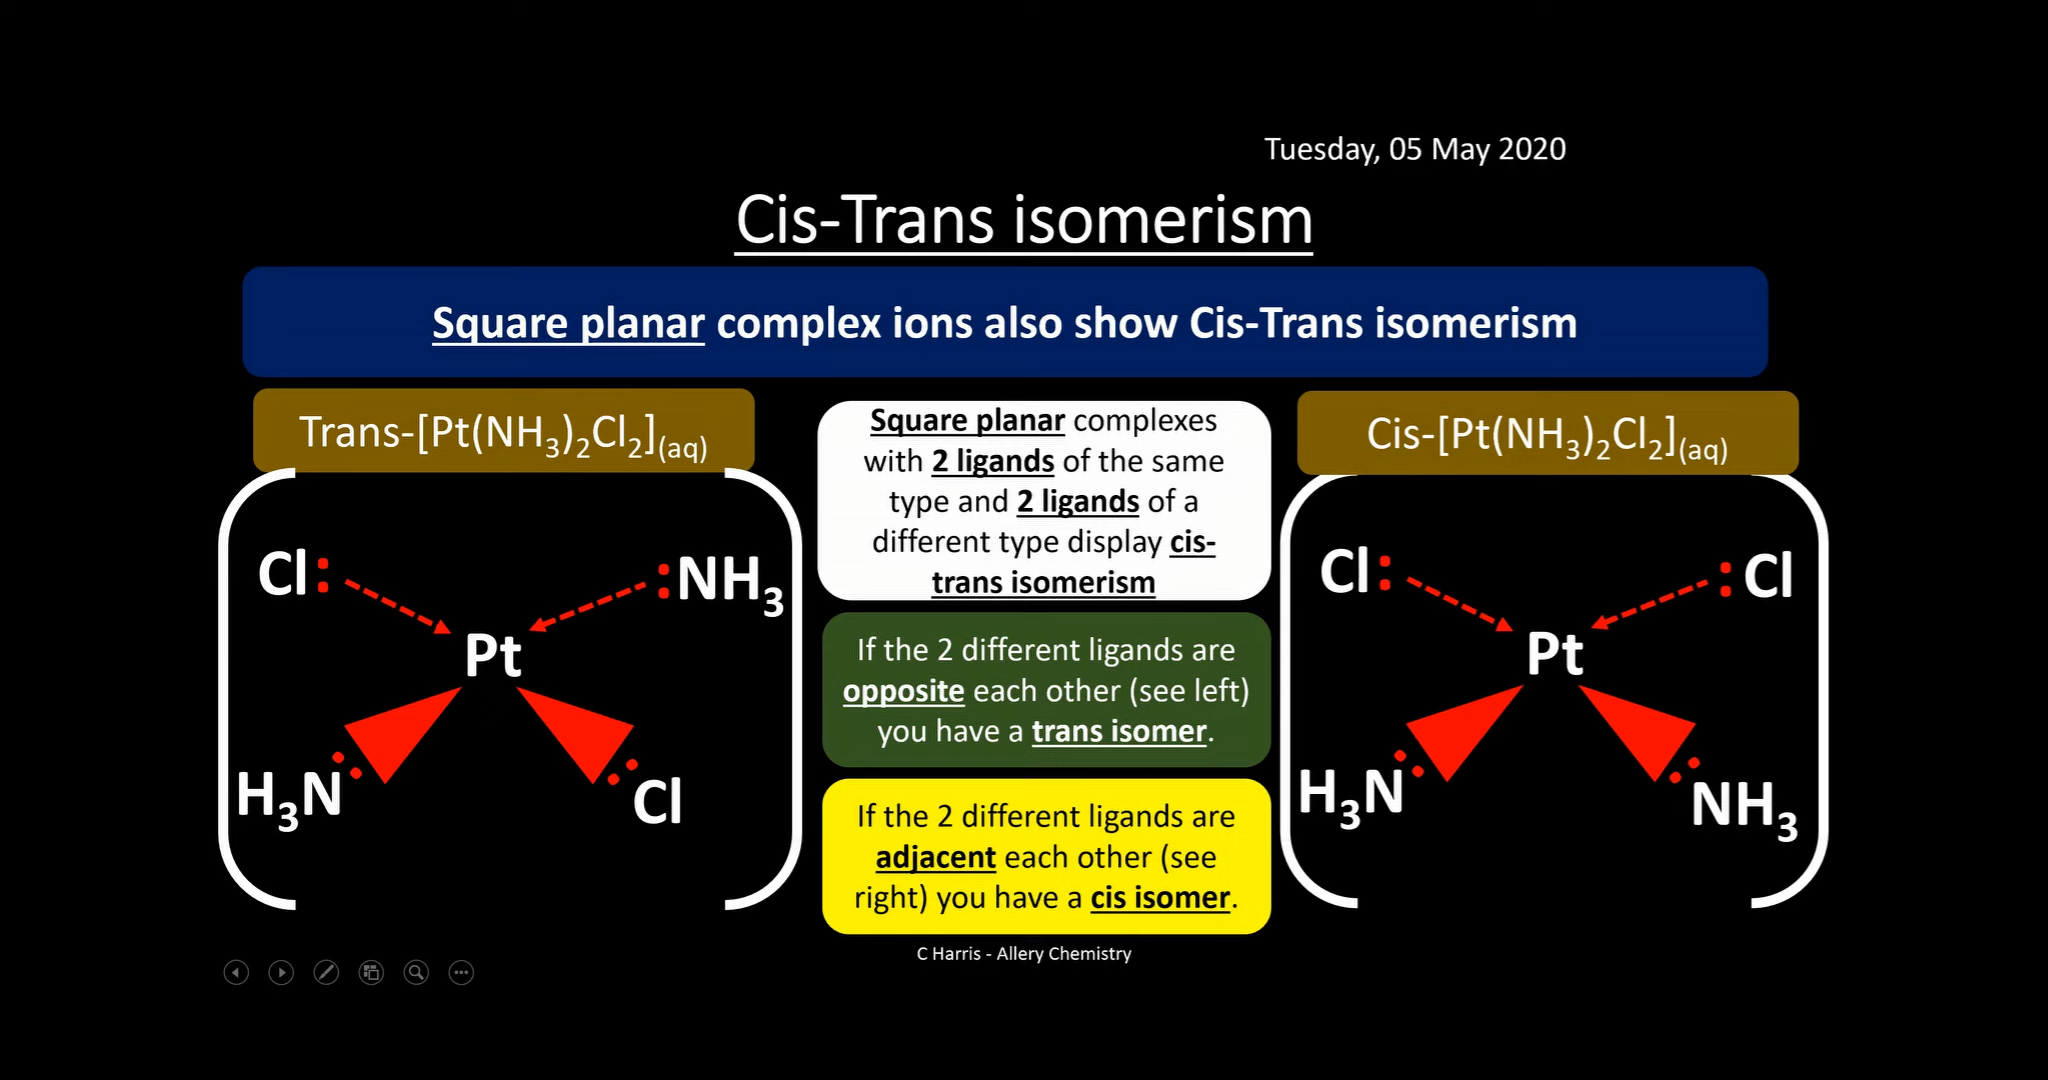 Tuesday, 05 May 2020
Cis-Trans isomerism
Square planar complex ions also show Cis-Trans isomerism
Trans-[Pt(NH₃)₂Cl₂]₍aq₎
Cl:
:NH₃
Pt
H₃N:
:Cl
Square planar complexes
with 2 ligands of the same
type and 2 ligands of a
different type display cis-
trans isomerism
If the 2 different ligands are
opposite each other (see left)
you have a trans isomer.
If the 2 different ligands are
adjacent each other (see
right) you have a cis isomer.
Cis-[Pt(NH₃)₂Cl₂]₍aq₎
Cl:
:Cl
Pt
H₃N:
:NH₃
C Harris - Allery Chemistry